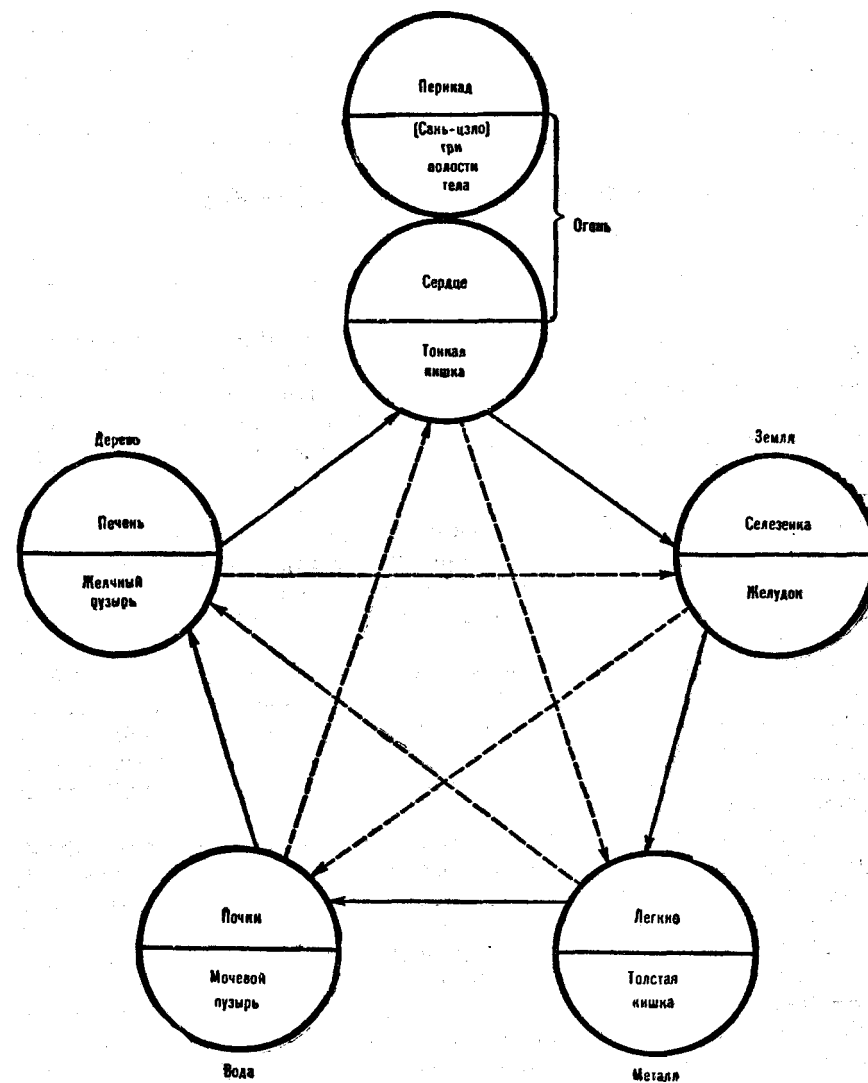 Перикад
(Сань-цзяо)
три
полости
тела
Огонь
Сердце
Тонкая
кишка
Дерево
Земля
Печень
Селезенка
Желчный
пузырь
Желудок
Почки
Легкие
Мочевой
пузырь
Толстая
кишка
Вода
Металл